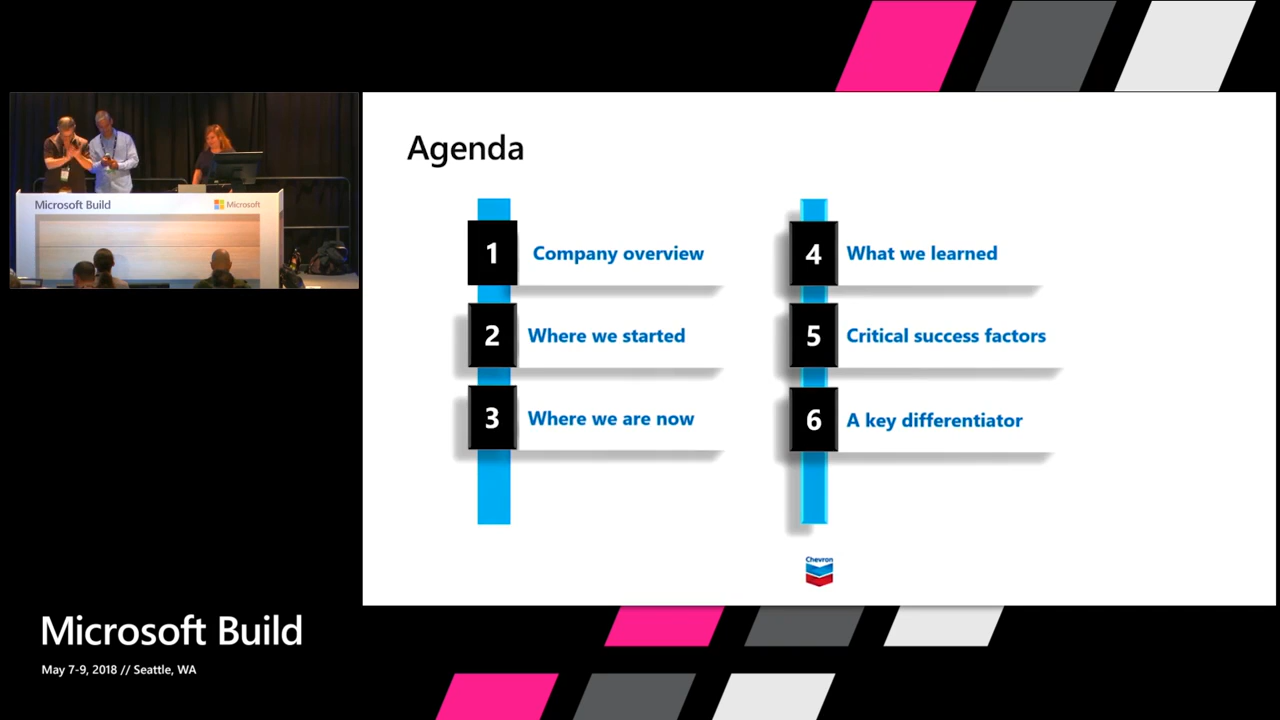 Agenda
1 Company overview
2 Where we started
3 Where we are now
4 What we learned
5 Critical success factors
6 A key differentiator
Chevron
Microsoft Build
Microsoft
Microsoft Build
May 7-9, 2018 // Seattle, WA